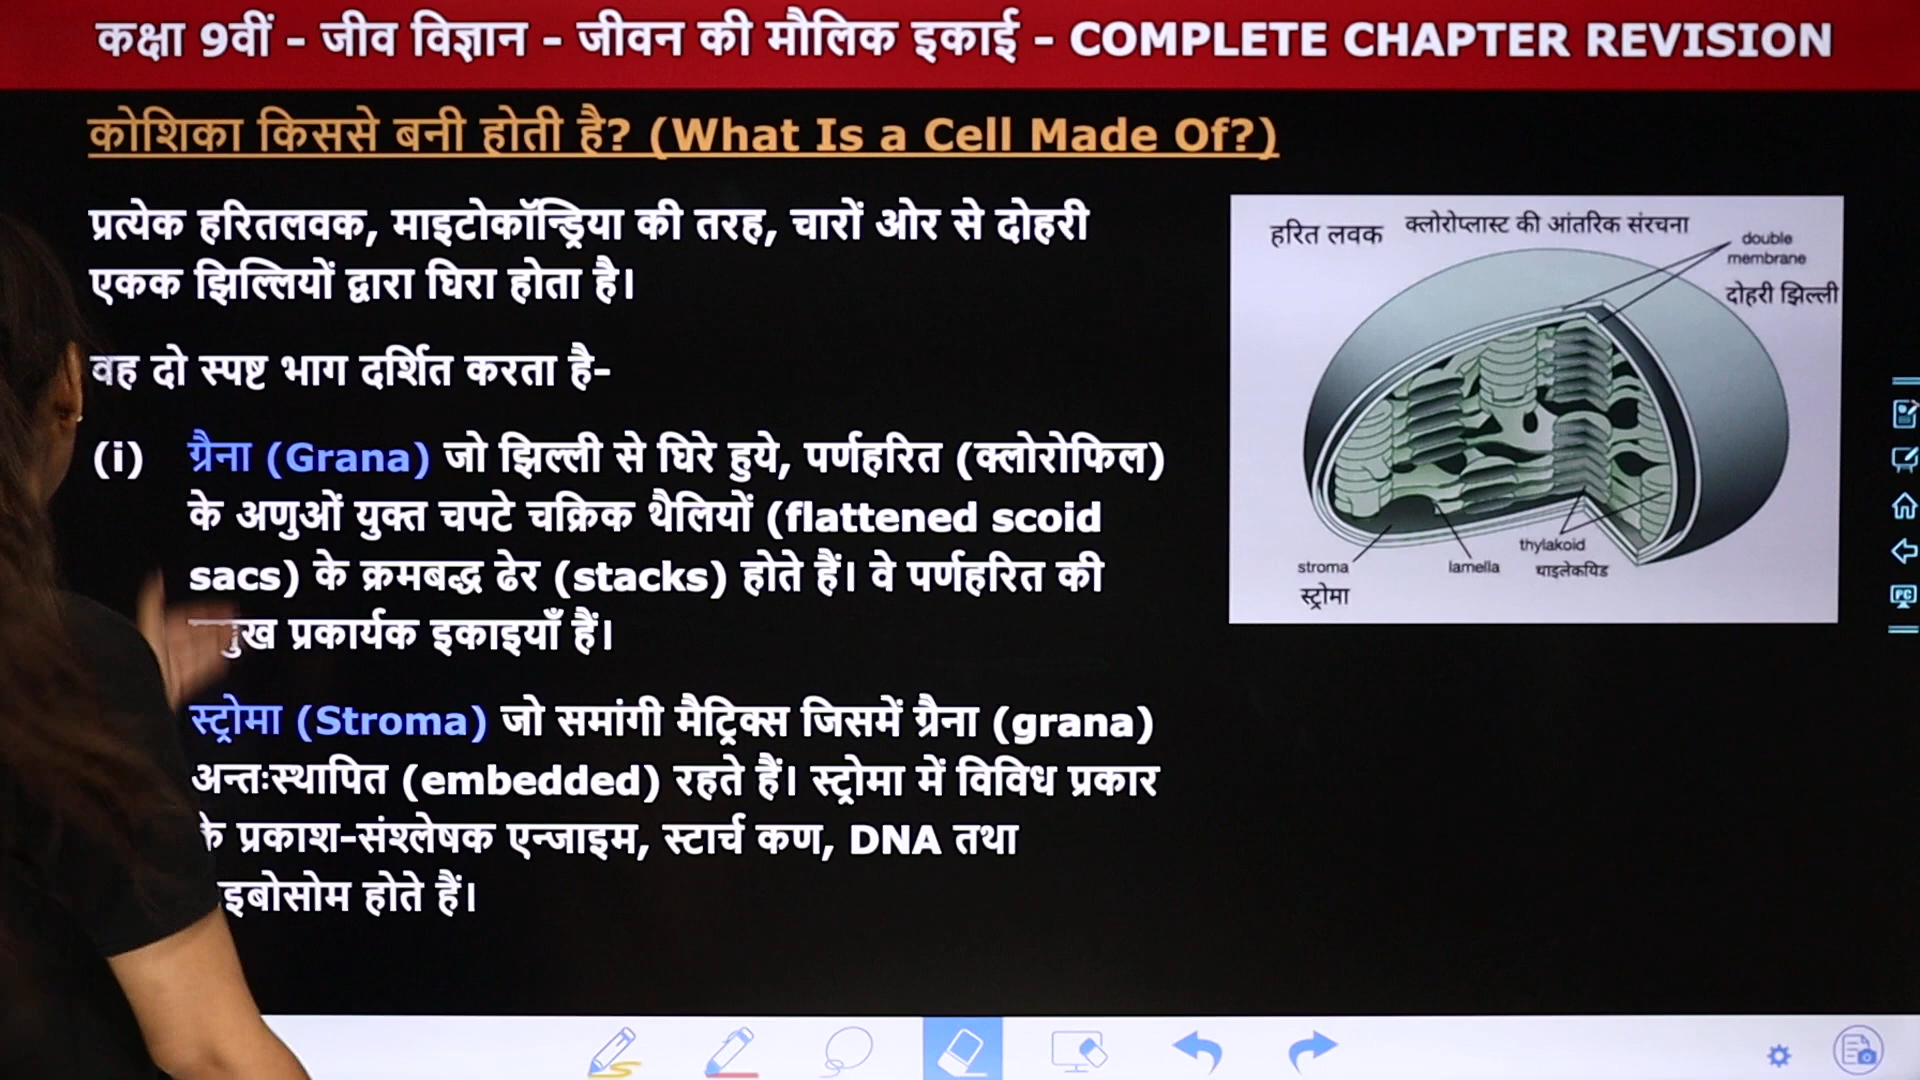 कक्षा 9वीं - जीव विज्ञान - जीवन की मौलिक इकाई - COMPLETE CHAPTER REVISION
कोशिका किससे बनी होती है? (What Is a Cell Made Of?)
प्रत्येक हरितलवक, माइटोकॉन्ड्रिया की तरह, चारों ओर से दोहरी
एकक झिल्लियों द्वारा घिरा होता है।
वह दो स्पष्ट भाग दर्शित करता है-
(i) ग्रैना (Grana) जो झिल्ली से घिरे हुये, पर्णहरित (क्लोरोफिल)
के अणुओं युक्त चपटे चक्रिक थैलियों (flattened scoid
sacs) के क्रमबद्ध ढेर (stacks) होते हैं। वे पर्णहरित की
प्रकार्यक इकाइयाँ हैं।
स्ट्रोमा (Stroma) जो समांगी मैट्रिक्स जिसमें ग्रैना (grana)
अन्तःस्थापित (embedded) रहते हैं। स्ट्रोमा में विविध प्रकार
के प्रकाश-संश्लेषक एन्जाइम, स्टार्च कण, DNA तथा
होते हैं।
हरित लवक क्लोरोप्लास्ट की आंतरिक संरचना
double
membrane
दोहरी झिल्ली
thylakoid
थाइलेकयिड
lamella
stroma
स्ट्रोमा
PC